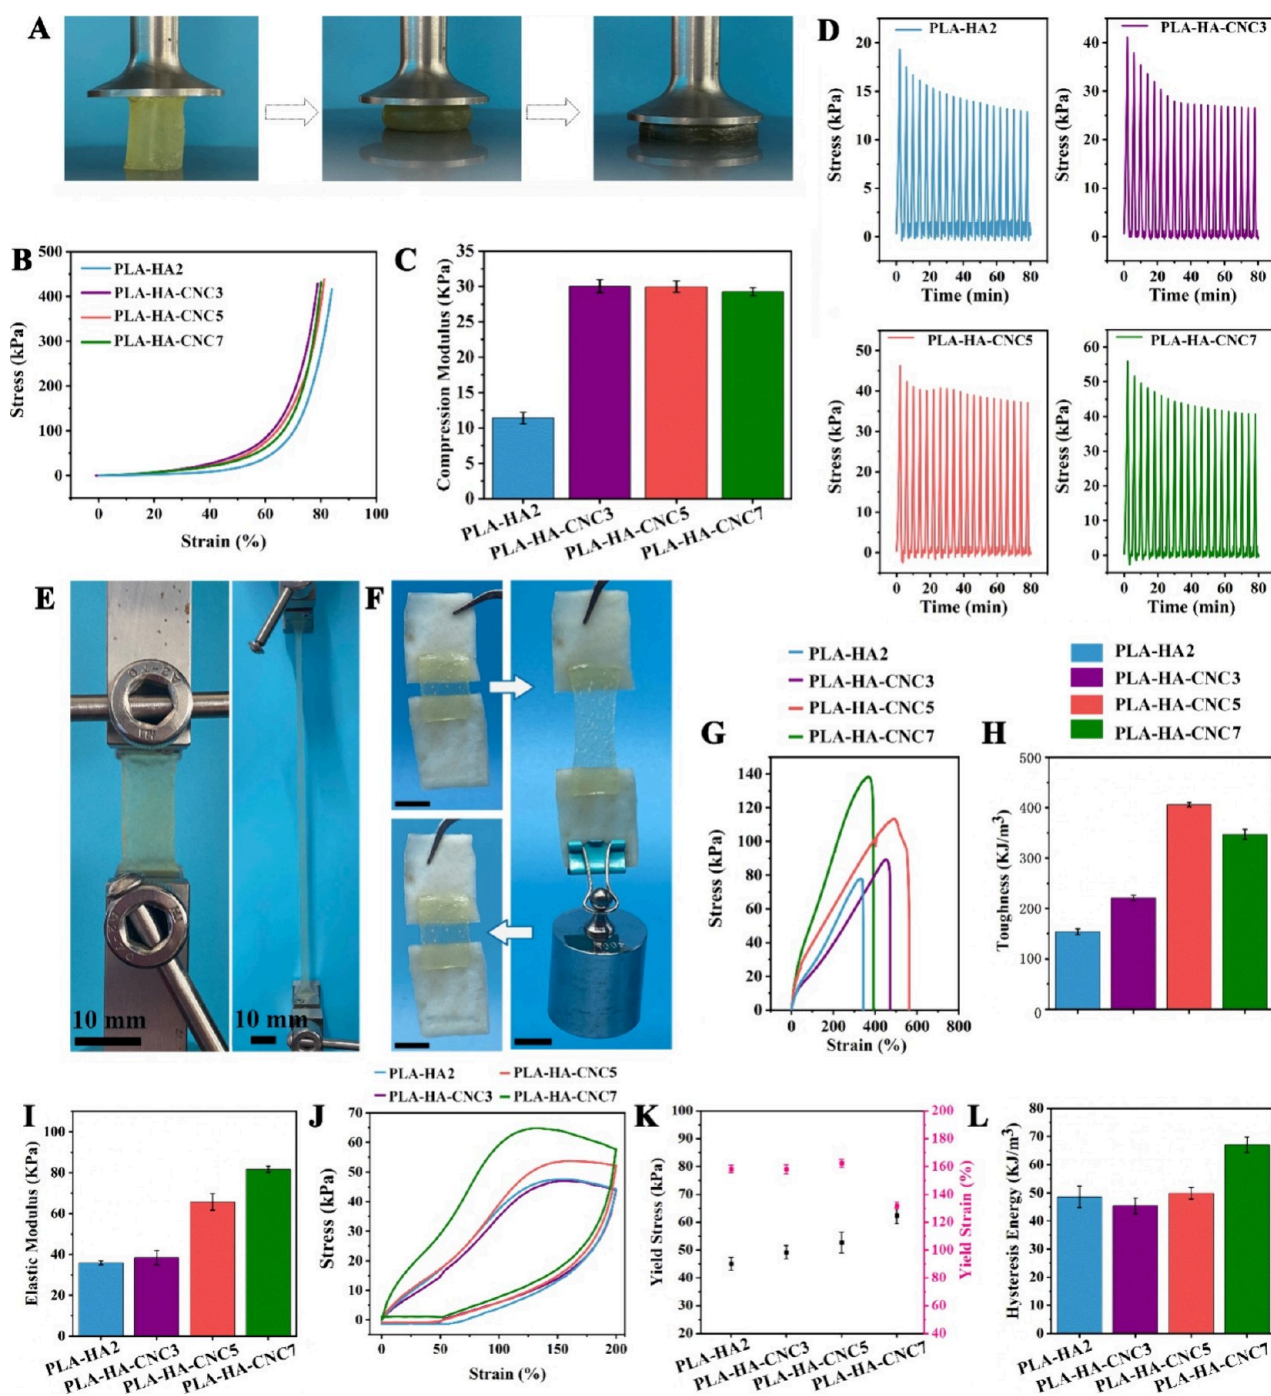 A
B
500
400
300
200
100
0
Stress (kPa)
PLA-HA2
PLA-HA-CNC3
PLA-HA-CNC5
PLA-HA-CNC7
0 20 40 60 80 100
Strain (%)
C
35
30
25
20
15
10
5
0
Compression Modulus (KPa)
PLA-HA2
PLA-HA-CNC3
PLA-HA-CNC5
PLA-HA-CNC7
D
PLA-HA2
20
15
10
5
0
Stress (kPa)
0 20 40 60 80
Time (min)
PLA-HA-CNC3
40
30
20
10
0
Stress (kPa)
0 20 40 60 80
Time (min)
PLA-HA-CNC5
50
40
30
20
10
0
Stress (kPa)
0 20 40 60 80
Time (min)
PLA-HA-CNC7
60
50
40
30
20
10
0
Stress (kPa)
0 20 40 60 80
Time (min)
E
10 mm
10 mm
F
G
PLA-HA2
PLA-HA-CNC3
PLA-HA-CNC5
PLA-HA-CNC7
140
120
100
80
60
40
20
0
Stress (kPa)
0 200 400 600 800
Strain (%)
H
PLA-HA2
PLA-HA-CNC3
PLA-HA-CNC5
PLA-HA-CNC7
500
400
300
200
150
100
0
Toughness (KJ/m³)
I
100
80
60
40
20
0
Elastic Modulus (KPa)
PLA-HA2
PLA-HA-CNC3
PLA-HA-CNC5
PLA-HA-CNC7
J
PLA-HA2
PLA-HA-CNC5
PLA-HA-CNC3
PLA-HA-CNC7
70
65
60
50
40
30
20
10
0
Stress (kPa)
0 50 100 150 200
Strain (%)
K
100
90
80
70
60
50
40
30
20
Yield Stress (kPa)
200
180
160
140
120
100
80
60
40
Yield Strain (%)
PLA-HA2
PLA-HA-CNC3
PLA-HA-CNC5
PLA-HA-CNC7
L
80
70
60
50
40
30
20
10
0
Hysteresis Energy (KJ/m³)
PLA-HA2
PLA-HA-CNC3
PLA-HA-CNC5
PLA-HA-CNC7